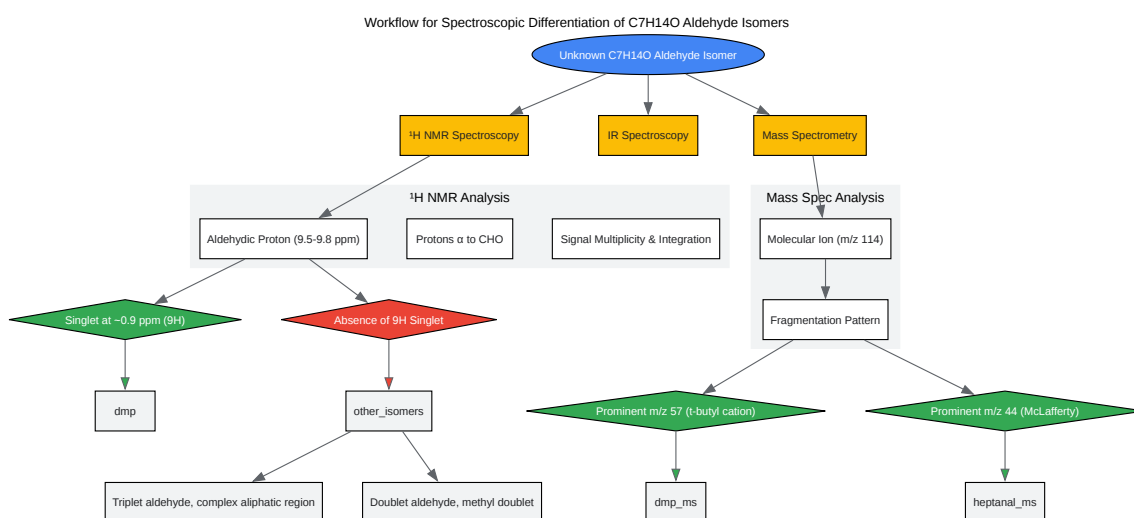 Workflow for Spectroscopic Differentiation of C7H14O Aldehyde Isomers
Unknown C7H14O Aldehyde Isomer
¹H NMR Spectroscopy
IR Spectroscopy
Mass Spectrometry
¹H NMR Analysis
Mass Spec Analysis
Aldehydic Proton (9.5-9.8 ppm)
Protons α to CHO
Signal Multiplicity & Integration
Molecular Ion (m/z 114)
Singlet at ~0.9 ppm (9H)
Absence of 9H Singlet
Fragmentation Pattern
dmp
other_isomers
Prominent m/z 57 (t-butyl cation)
Prominent m/z 44 (McLafferty)
Triplet aldehyde, complex aliphatic region
Doublet aldehyde, methyl doublet
dmp_ms
heptanal_ms